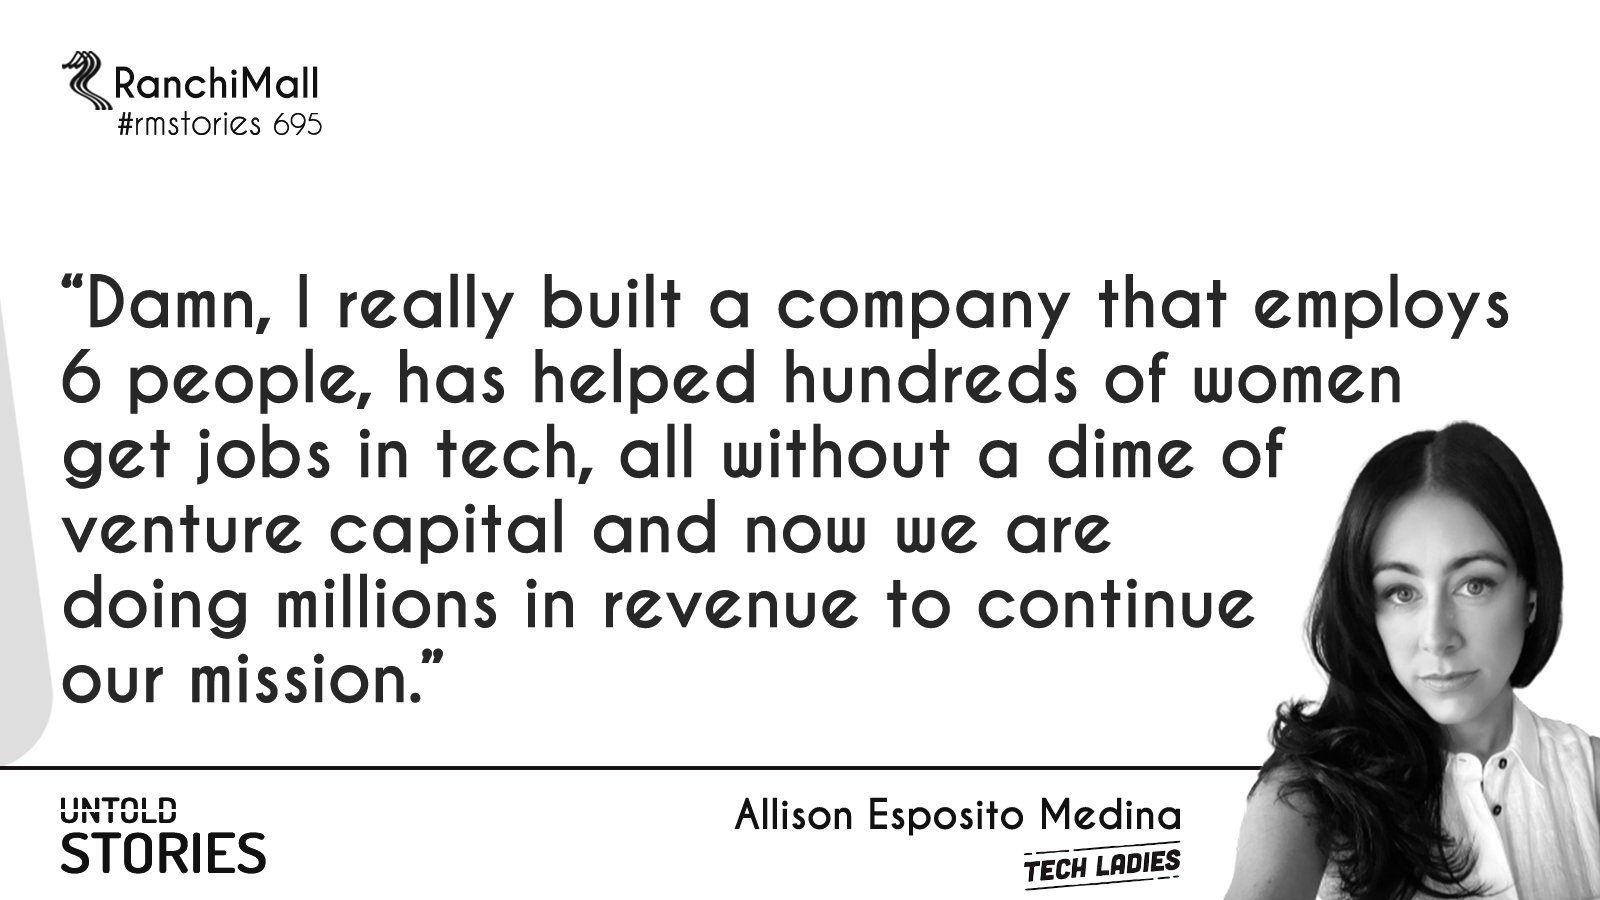 RanchiMall
#rmstories 695
“Damn, I really built a company that employs
6 people, has helped hundreds of women
get jobs in tech, all without a dime of
venture capital and now we are
doing millions in revenue to continue
our mission.”
UNTOLD
STORIES
Allison Esposito Medina
TECH LADIES